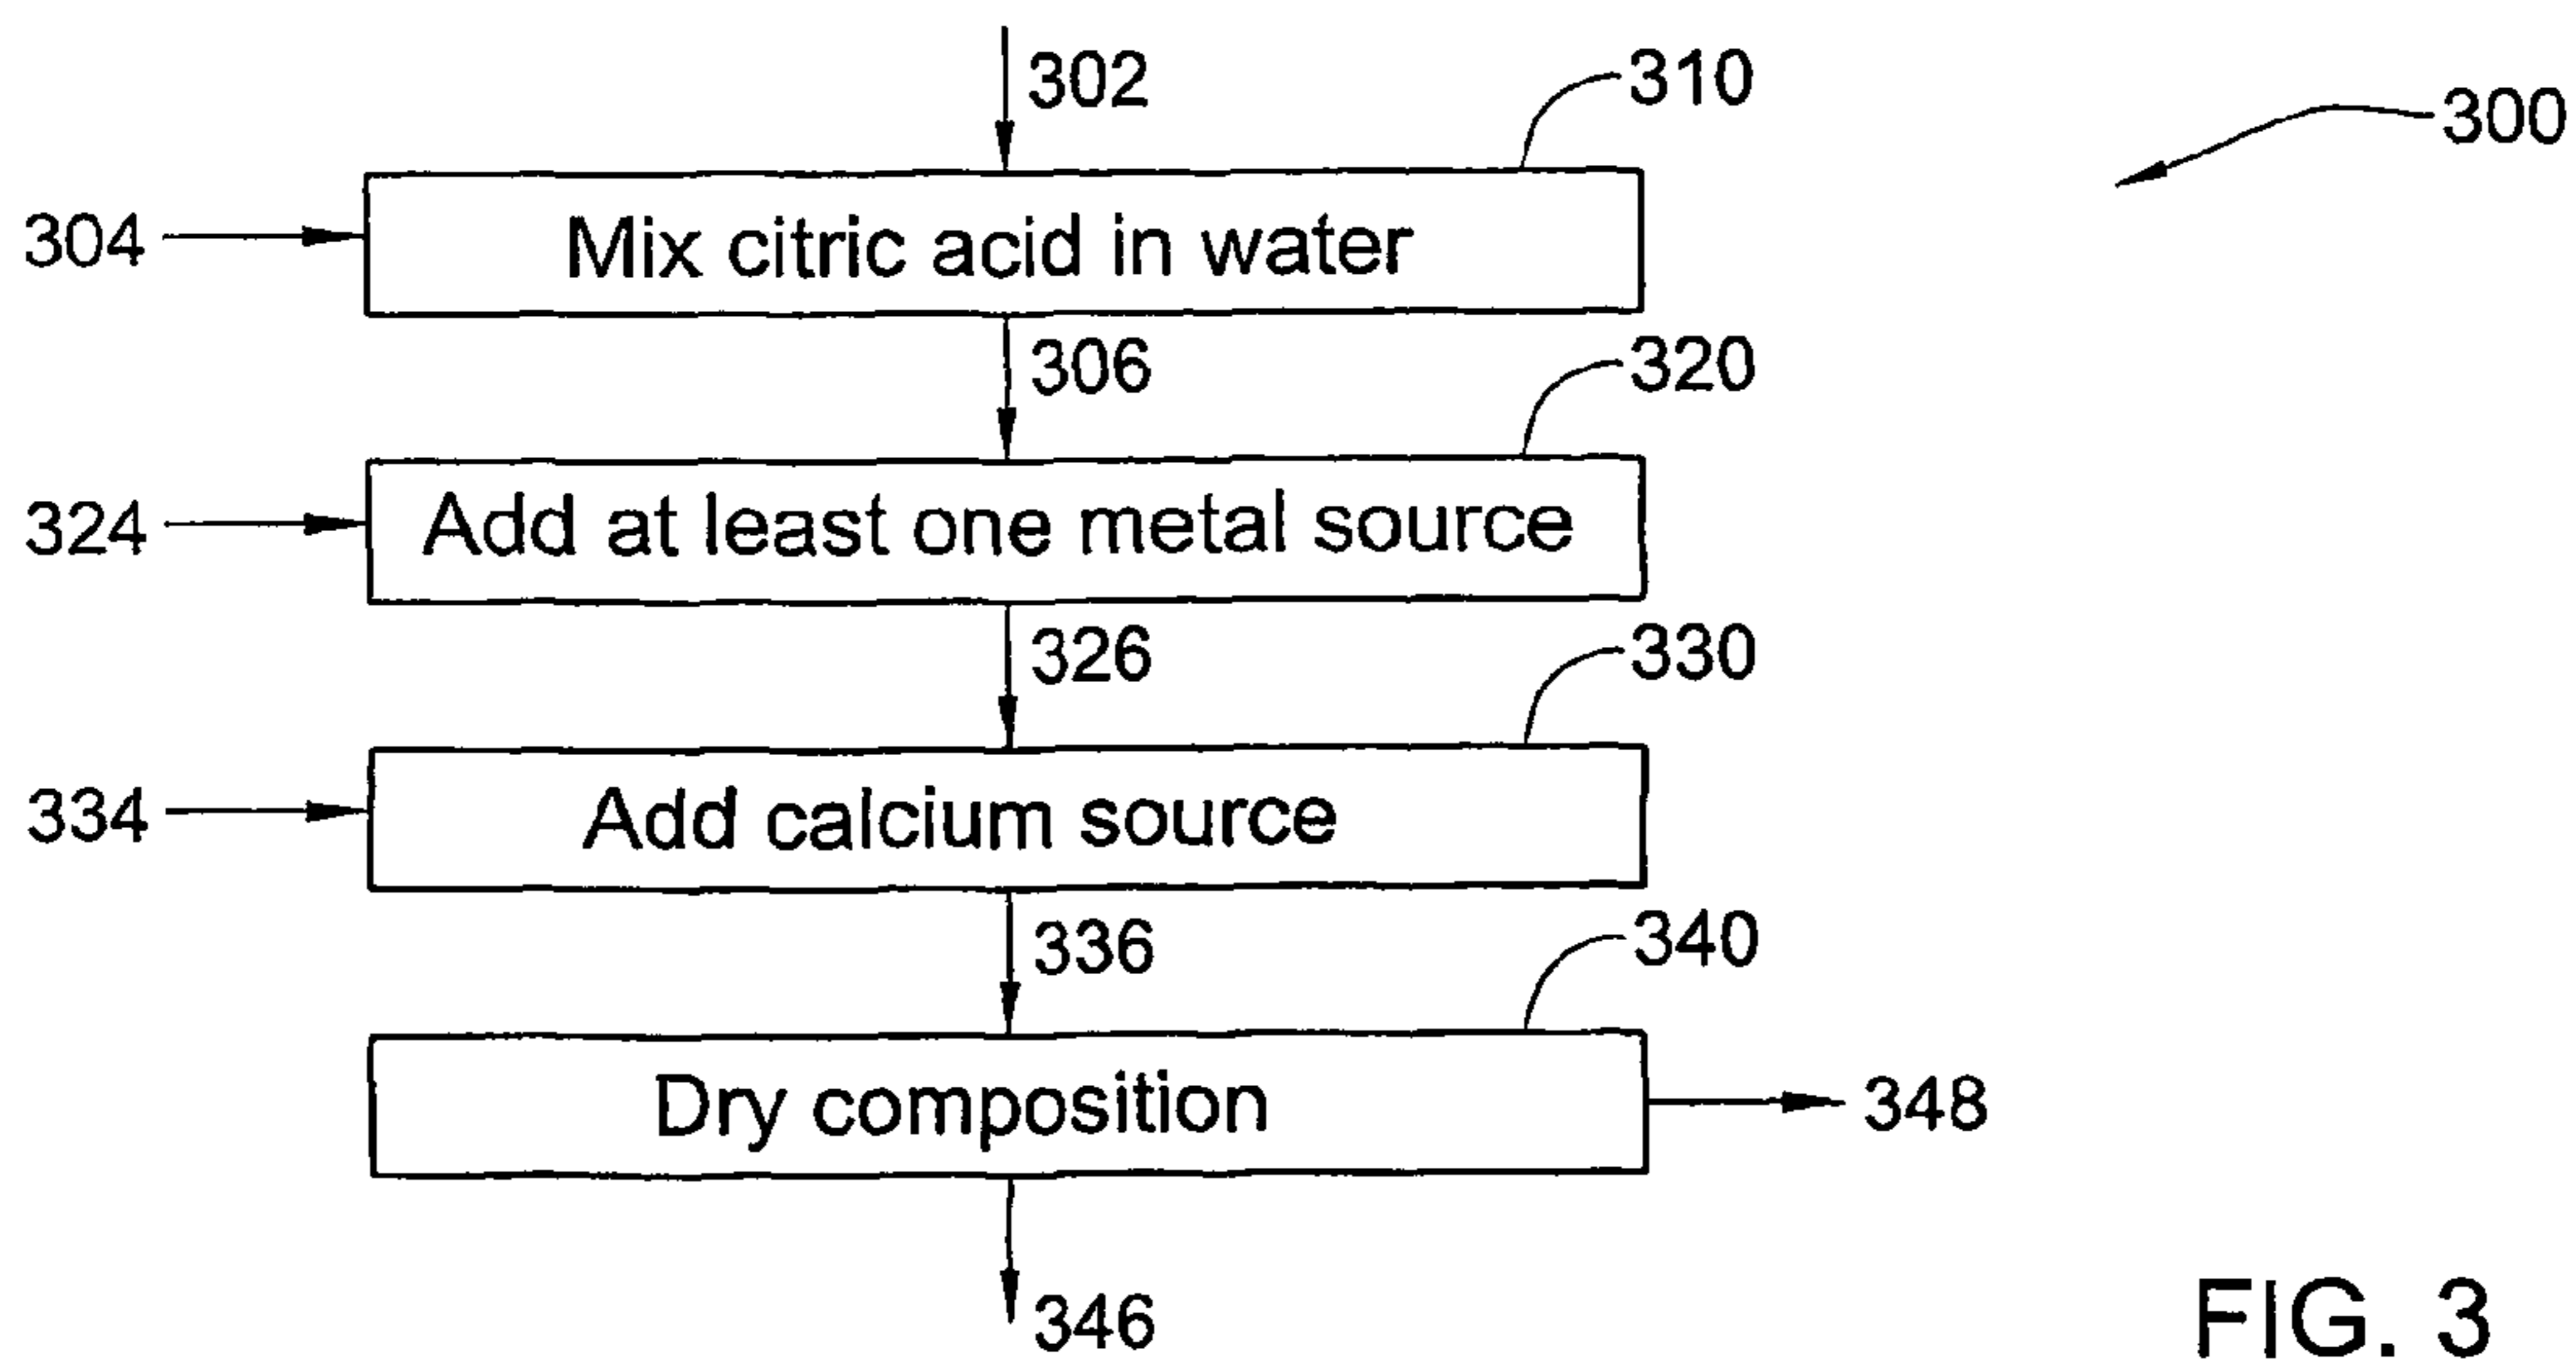 302
310
300
304
Mix citric acid in water
306
320
324
Add at least one metal source
326
330
334
Add calcium source
336
340
Dry composition
348
346
FIG. 3